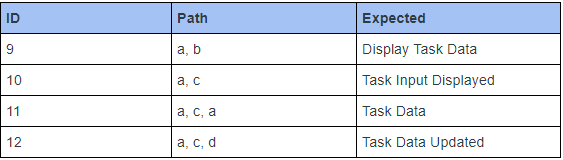 ID Path Expected
9 a, b Display Task Data
10 a, c Task Input Displayed
11 a, c, a Task Data
12 a, c, d Task Data Updated